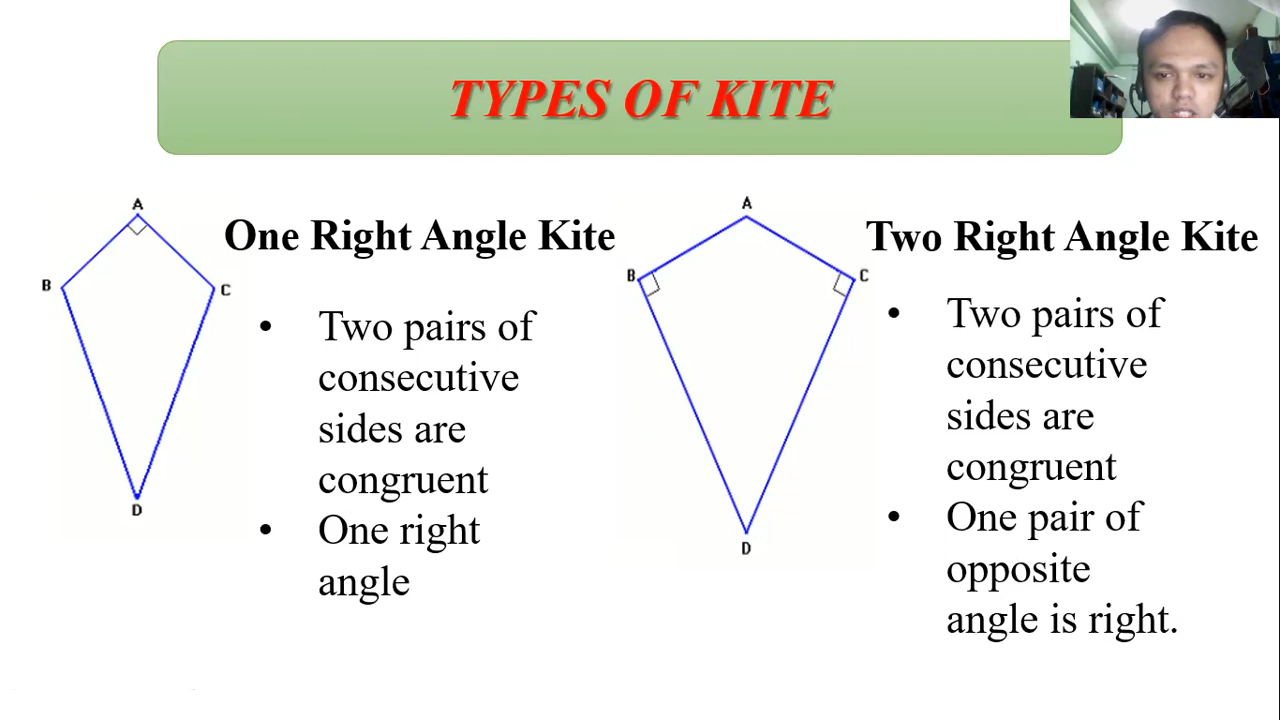 TYPES OF KITE
A
B
C
D
One Right Angle Kite
• Two pairs of
consecutive
sides are
congruent
• One right
angle
A
B
C
D
Two Right Angle Kite
• Two pairs of
consecutive
sides are
congruent
• One pair of
opposite
angle is right.